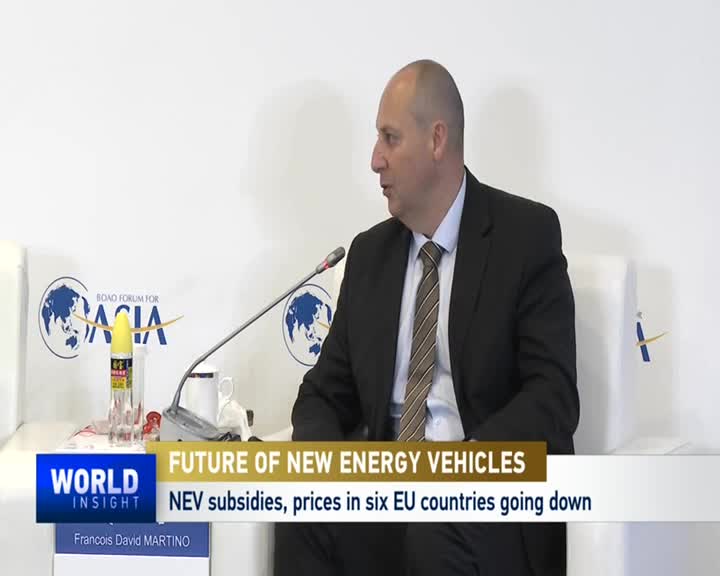 BOAO FORUM FOR
ASIA
FUTURE OF NEW ENERGY VEHICLES
WORLD
INSIGHT
NEV subsidies, prices in six EU countries going down
Francois David MARTINO